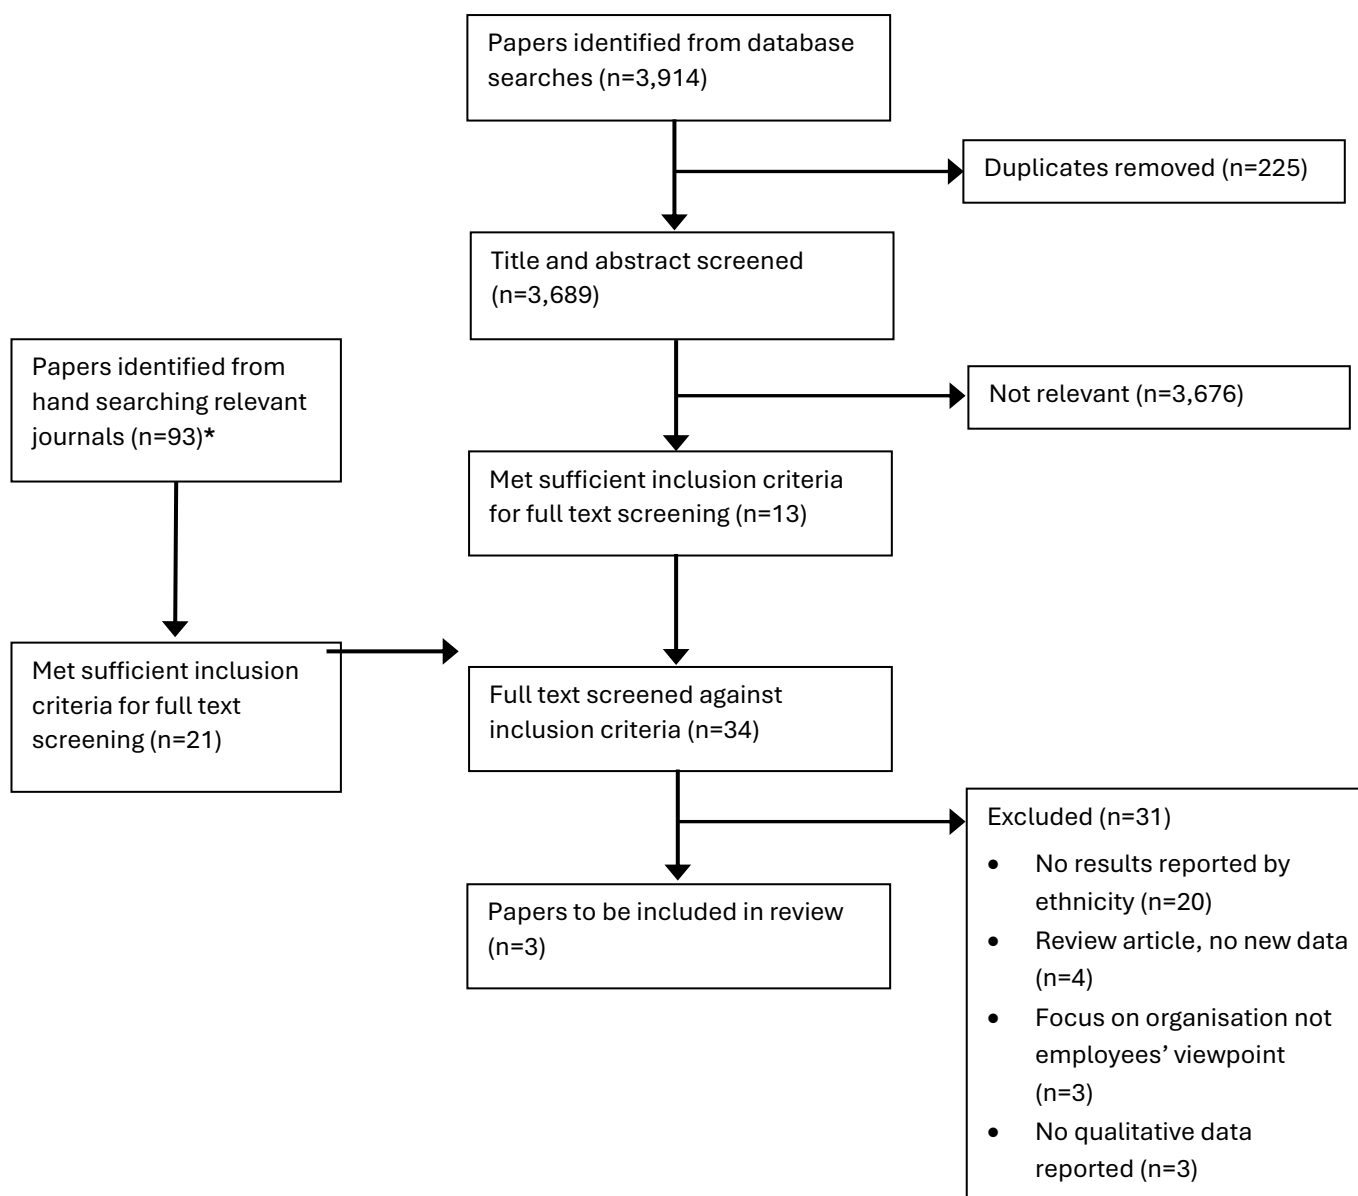 Papers identified from database
searches (n=3,914)
Duplicates removed (n=225)
Title and abstract screened
(n=3,689)
Papers identified from
hand searching relevant
journals (n=93)*
Not relevant (n=3,676)
Met sufficient inclusion criteria
for full text screening (n=13)
Met sufficient inclusion
criteria for full text
screening (n=21)
Full text screened against
inclusion criteria (n=34)
Excluded (n=31)
• No results reported by
ethnicity (n=20)
• Review article, no new data
(n=4)
• Focus on organisation not
employees’ viewpoint
(n=3)
• No qualitative data
reported (n=3)
Papers to be included in review
(n=3)